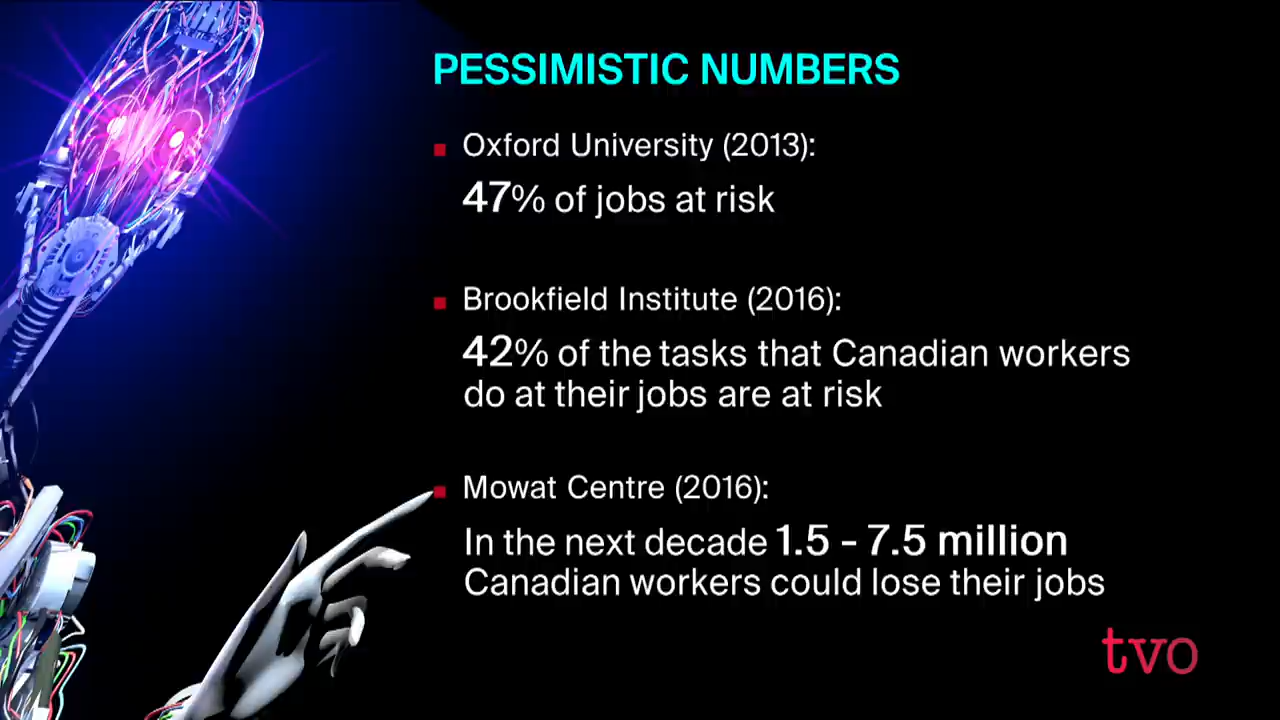 PESSIMISTIC NUMBERS
Oxford University (2013):
47% of jobs at risk
Brookfield Institute (2016):
42% of the tasks that Canadian workers
do at their jobs are at risk
Mowat Centre (2016):
In the next decade 1.5 - 7.5 million
Canadian workers could lose their jobs
tvo